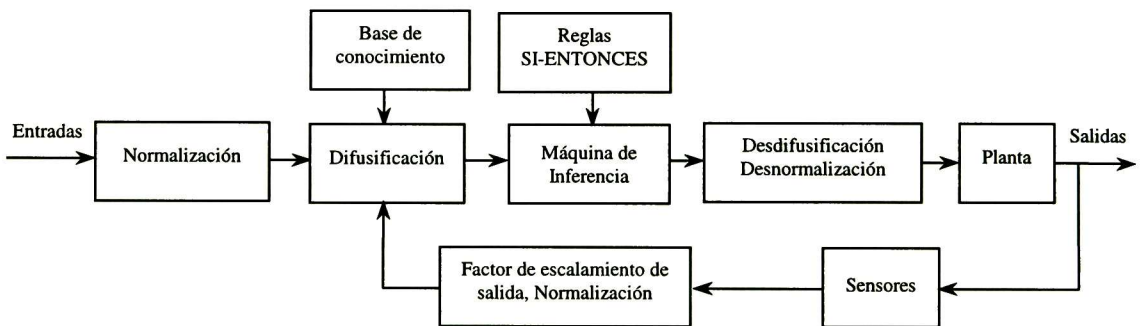 Base de
conocimiento
Reglas
SI-ENTONCES
Entradas
Normalización
Difusificación
Máquina de
Inferencia
Desdifusificación
Desnormalización
Planta
Salidas
Factor de escalamiento de
salida, Normalización
Sensores